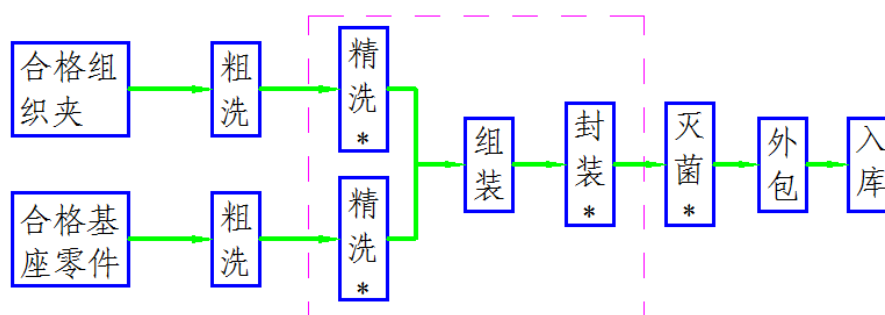 合格组
织夹
粗
洗
精
洗
*
组
装
封
装
*
灭
菌
*
外
包
入
库
合格基
座零件
粗
洗
精
洗
*